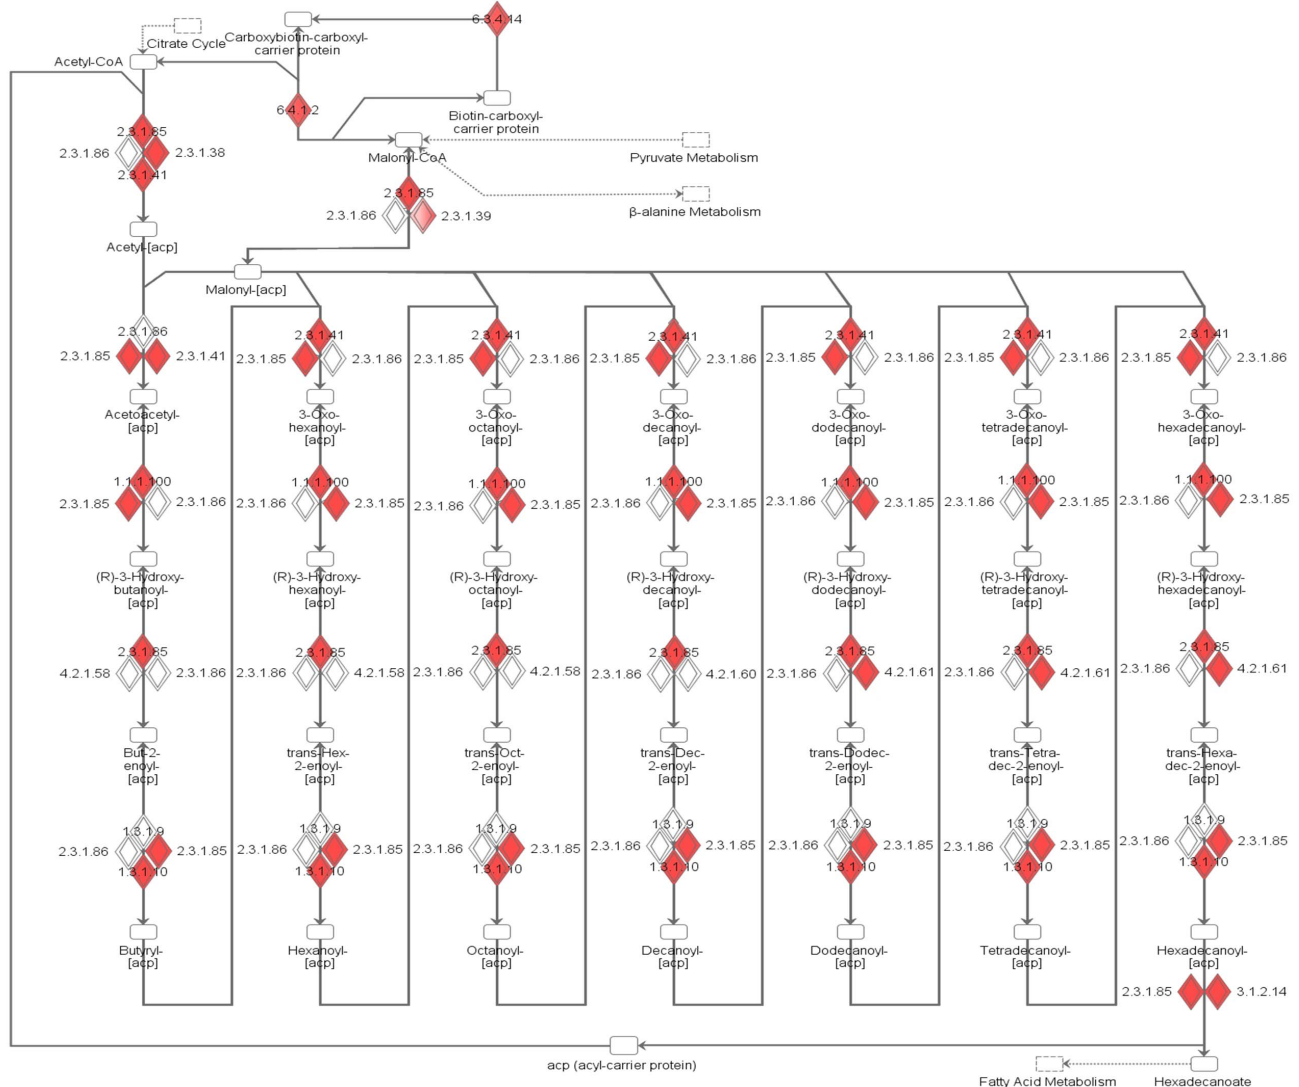 6.3.4.14
Citrate Cycle
Carboxybiotin-carboxyl-
carrier protein
Acetyl-CoA
6.4.1.2
Biotin-carboxyl-
carrier protein
2.3.1.85
2.3.1.86
2.3.1.38
2.3.1.41
Malonyl-CoA
Pyruvate Metabolism
2.3.1.85
2.3.1.86
2.3.1.39
β-alanine Metabolism
Acetyl-[acp]
Malonyl-[acp]
2.3.1.86
2.3.1.85
2.3.1.41
2.3.1.41
2.3.1.85
2.3.1.86
2.3.1.41
2.3.1.85
2.3.1.86
2.3.1.41
2.3.1.85
2.3.1.86
2.3.1.41
2.3.1.85
2.3.1.86
2.3.1.41
2.3.1.85
2.3.1.86
2.3.1.41
2.3.1.85
2.3.1.86
Acetoacetyl-
[acp]
3-Oxo-
hexanoyl-
[acp]
3-Oxo-
octanoyl-
[acp]
3-Oxo-
decanoyl-
[acp]
3-Oxo-
dodecanoyl-
[acp]
3-Oxo-
tetradecanoyl-
[acp]
3-Oxo-
hexadecanoyl-
[acp]
1.1.1.100
2.3.1.85
2.3.1.86
1.1.1.100
2.3.1.86
2.3.1.85
1.1.1.100
2.3.1.86
2.3.1.85
1.1.1.100
2.3.1.86
2.3.1.85
1.1.1.100
2.3.1.86
2.3.1.85
1.1.1.100
2.3.1.86
2.3.1.85
1.1.1.100
2.3.1.86
2.3.1.85
(R)-3-Hydroxy-
butanoyl-
[acp]
(R)-3-Hydroxy-
hexanoyl-
[acp]
(R)-3-Hydroxy-
octanoyl-
[acp]
(R)-3-Hydroxy-
decanoyl-
[acp]
(R)-3-Hydroxy-
dodecanoyl-
[acp]
(R)-3-Hydroxy-
tetradecanoyl-
[acp]
(R)-3-Hydroxy-
hexadecanoyl-
[acp]
2.3.1.85
4.2.1.58
2.3.1.86
2.3.1.85
2.3.1.86
4.2.1.58
2.3.1.85
2.3.1.86
4.2.1.58
2.3.1.85
2.3.1.86
4.2.1.60
2.3.1.85
2.3.1.86
4.2.1.61
2.3.1.85
2.3.1.86
4.2.1.61
2.3.1.85
2.3.1.86
4.2.1.61
But-2-
enoyl-
[acp]
trans-Hex-
2-enoyl-
[acp]
trans-Oct-
2-enoyl-
[acp]
trans-Dec-
2-enoyl-
[acp]
trans-Dodec-
2-enoyl-
[acp]
trans-Tetra-
dec-2-enoyl-
[acp]
trans-Hexa-
dec-2-enoyl-
[acp]
1.3.1.9
2.3.1.86
2.3.1.85
1.3.1.10
1.3.1.9
2.3.1.86
2.3.1.85
1.3.1.10
1.3.1.9
2.3.1.86
2.3.1.85
1.3.1.10
1.3.1.9
2.3.1.86
2.3.1.85
1.3.1.10
1.3.1.9
2.3.1.86
2.3.1.85
1.3.1.10
1.3.1.9
2.3.1.86
2.3.1.85
1.3.1.10
1.3.1.9
2.3.1.86
2.3.1.85
1.3.1.10
Butyryl-
[acp]
Hexanoyl-
[acp]
Octanoyl-
[acp]
Decanoyl-
[acp]
Dodecanoyl-
[acp]
Tetradecanoyl-
[acp]
Hexadecanoyl-
[acp]
2.3.1.85
3.1.2.14
acp (acyl-carrier protein)
Fatty Acid Metabolism
Hexadecanoate